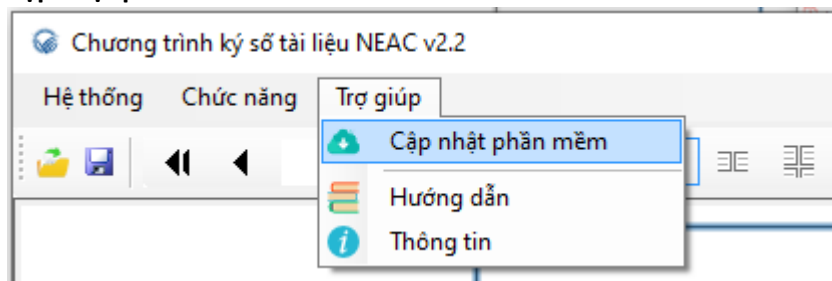 Chương trình ký số tài liệu NEAC v2.2
Hệ thống Chức năng Trợ giúp
Cập nhật phần mềm
Hướng dẫn
Thông tin